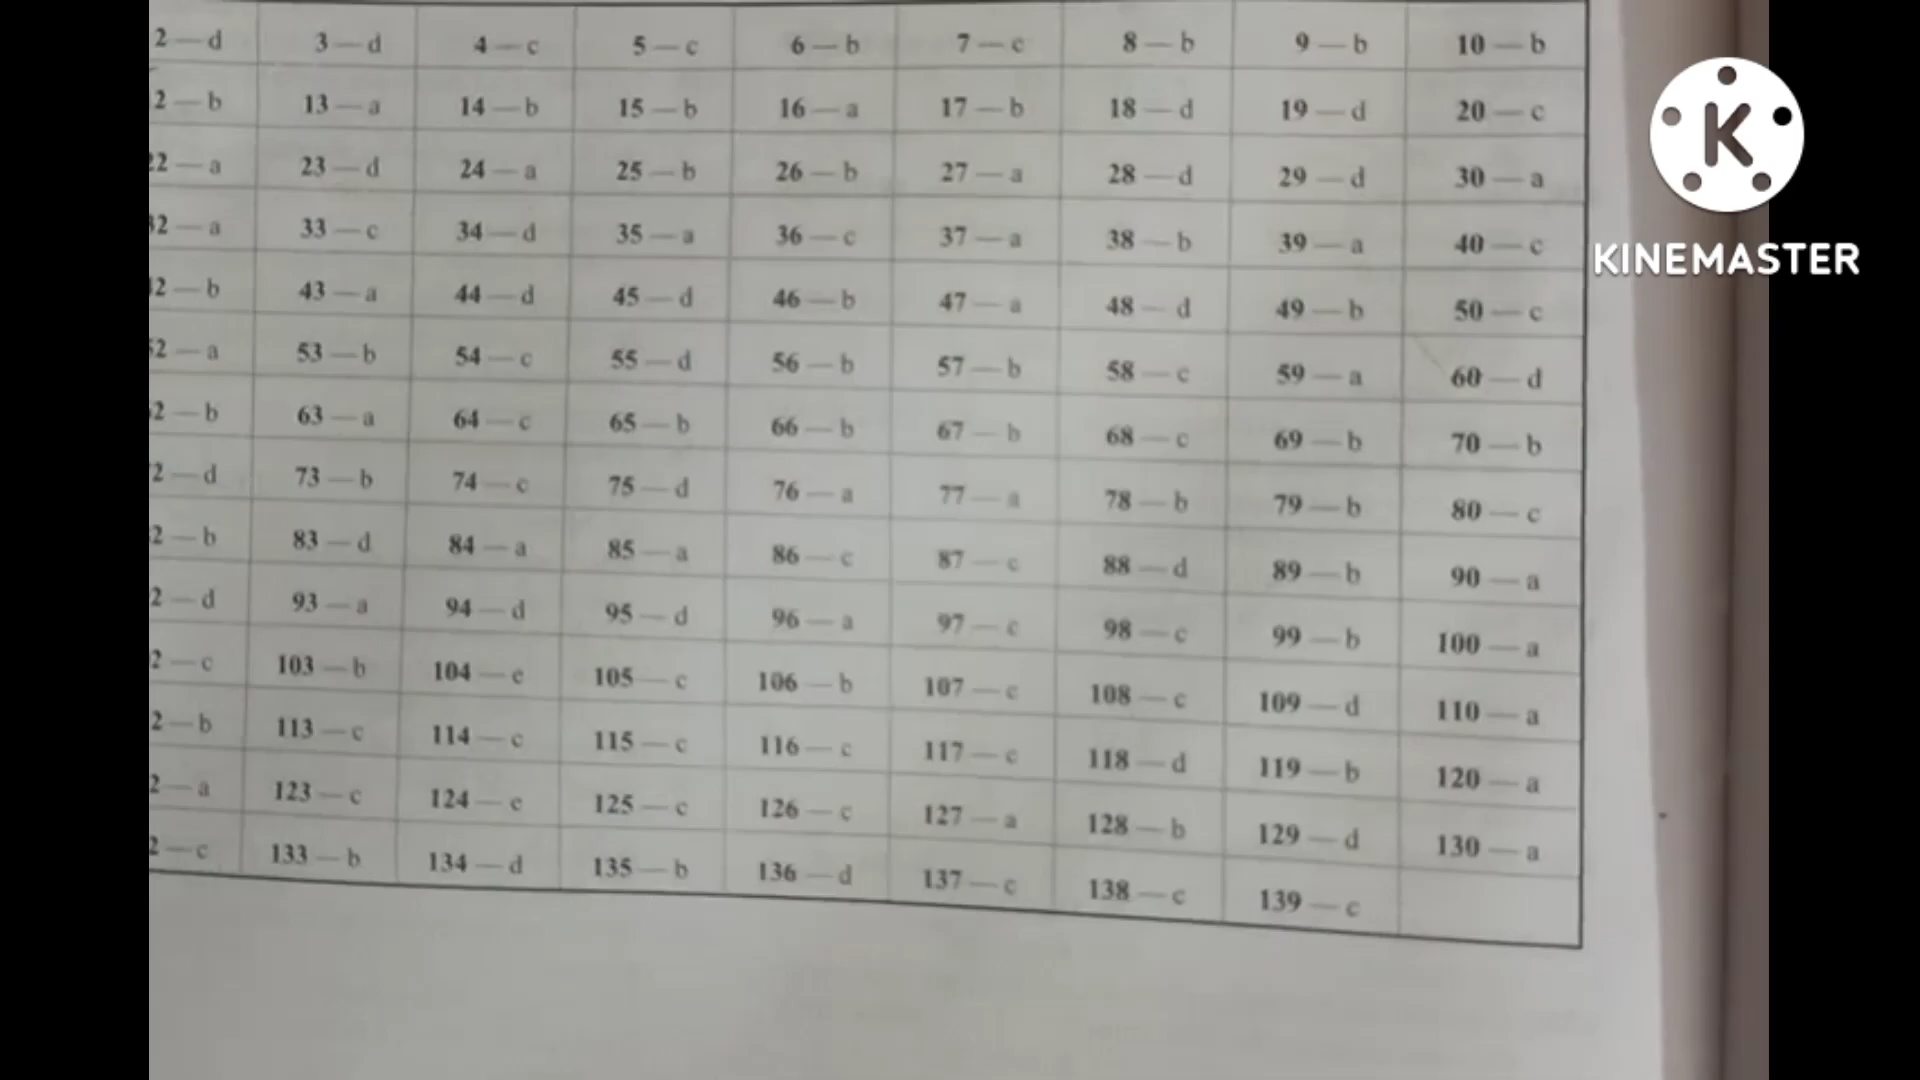 2 — d 3 — d 4 — c 5 — c 6 — b 7 — c 8 — b 9 — b 10 — b
2 — b 13 — a 14 — b 15 — b 16 — a 17 — b 18 — d 19 — d 20 — c
22 — a 23 — d 24 — a 25 — b 26 — b 27 — a 28 — d 29 — d 30 — a
2 — a 33 — c 34 — d 35 — a 36 — c 37 — a 38 — b 39 — a 40 — c
2 — b 43 — a 44 — d 45 — d 46 — b 47 — a 48 — d 49 — b 50 — c
2 — a 53 — b 54 — c 55 — d 56 — b 57 — b 58 — c 59 — a 60 — d
2 — b 63 — a 64 — c 65 — b 66 — b 67 — b 68 — c 69 — b 70 — b
2 — d 73 — b 74 — c 75 — d 76 — a 77 — a 78 — b 79 — b 80 — c
2 — b 83 — d 84 — a 85 — a 86 — c 87 — c 88 — d 89 — b 90 — a
2 — d 93 — a 94 — d 95 — d 96 — a 97 — c 98 — c 99 — b 100 — a
2 — c 103 — b 104 — 105 — c 106 — b 107 — c 108 — c 109 — d 110 — a
2 — b 113 — c 114 — c 115 — c 116 — c 117 — c 118 — d 119 — b 120 — a
2 — a 123 — c 124 — 125 — c 126 — c 127 — a 128 — b 129 — d 130 — a
2 — c 133 — b 134 — d 135 — b 136 — d 137 — c 138 — c 139 — c
K
KINEMASTER